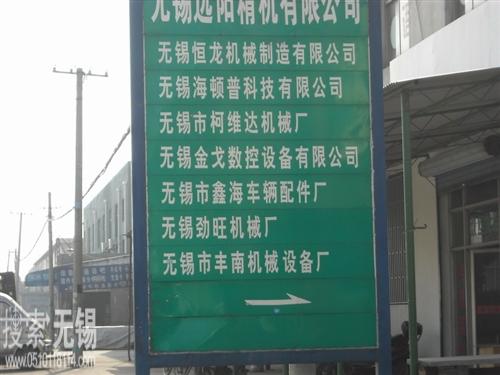 无锡远阳精机有限公司
无锡恒龙机械制造有限公司
无锡海顿普科技有限公司
无锡市柯维达机械厂
无锡金戈数控设备有限公司
无锡市鑫海车辆配件厂
无锡劲旺机械厂
无锡市丰南机械设备厂
搜索无锡
www.0510118114.com